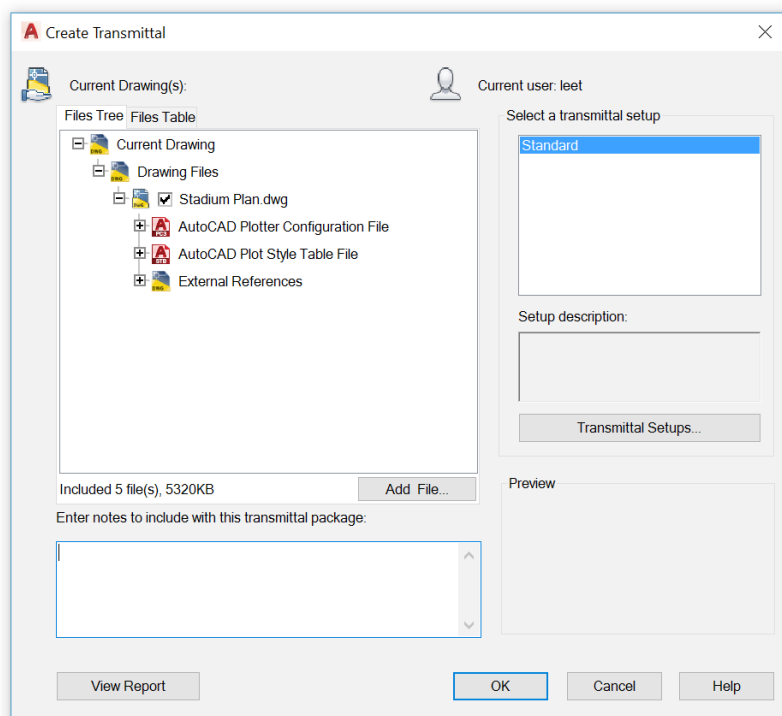 Create Transmittal
Current Drawing(s):
Current user: leet
Files Tree
Files Table
Current Drawing
Drawing Files
Stadium Plan.dwg
AutoCAD Plotter Configuration File
AutoCAD Plot Style Table File
External References
Included 5 file(s), 5320KB
Add File...
Enter notes to include with this transmittal package:
Select a transmittal setup
Standard
Setup description:
Transmittal Setups...
Preview
View Report
OK
Cancel
Help